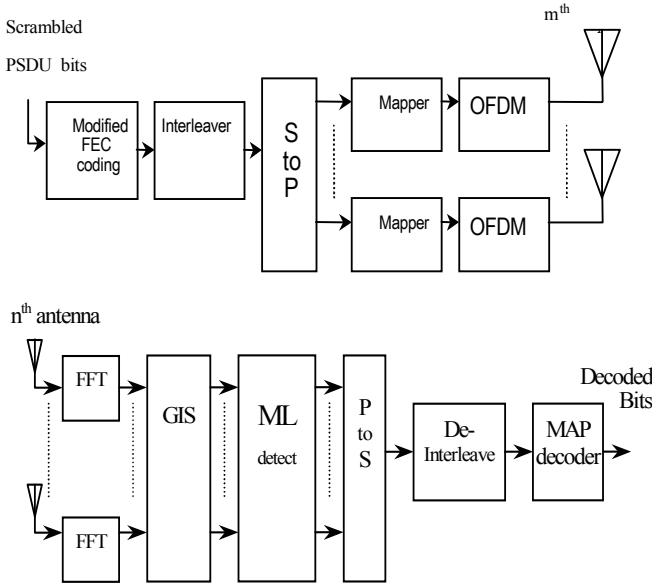 Scrambled
PSDU bits
mth
Modified
FEC
coding
Interleaver
S
to
P
Mapper
OFDM
Mapper
OFDM
nth antenna
FFT
FFT
GIS
ML
detect
P
to
S
De-
Interleave
MAP
decoder
Decoded
Bits